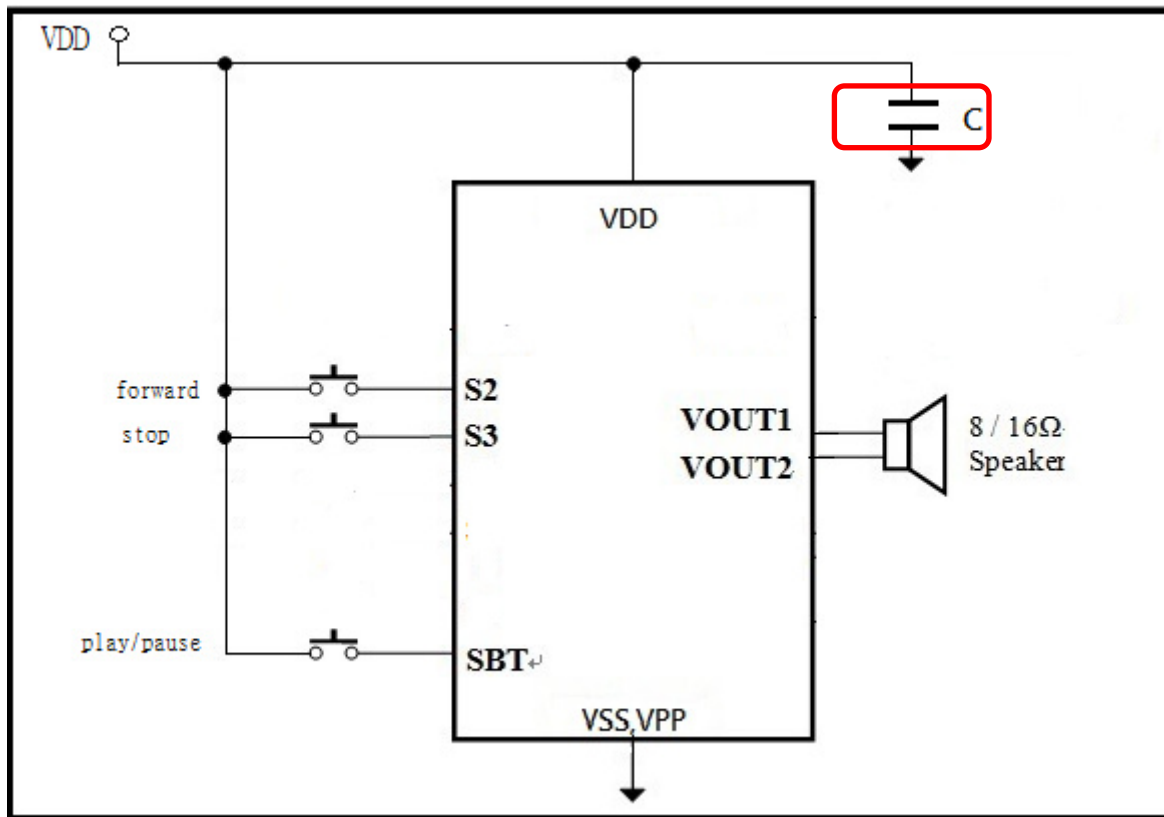 VDD
C
VDD
forward
S2
stop
S3
VOUT1
VOUT2
8 / 16Ω
Speaker
play/pause
SBT↵
VSS,VPP